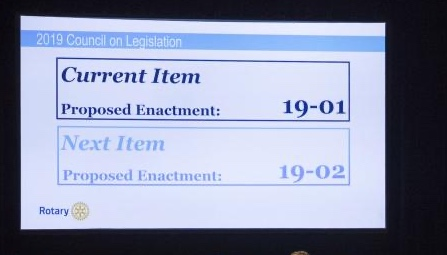 2019 Council on Legislation
Current Item
Proposed Enactment: 19-01
Next Item
Proposed Enactment: 19-02
Rotary